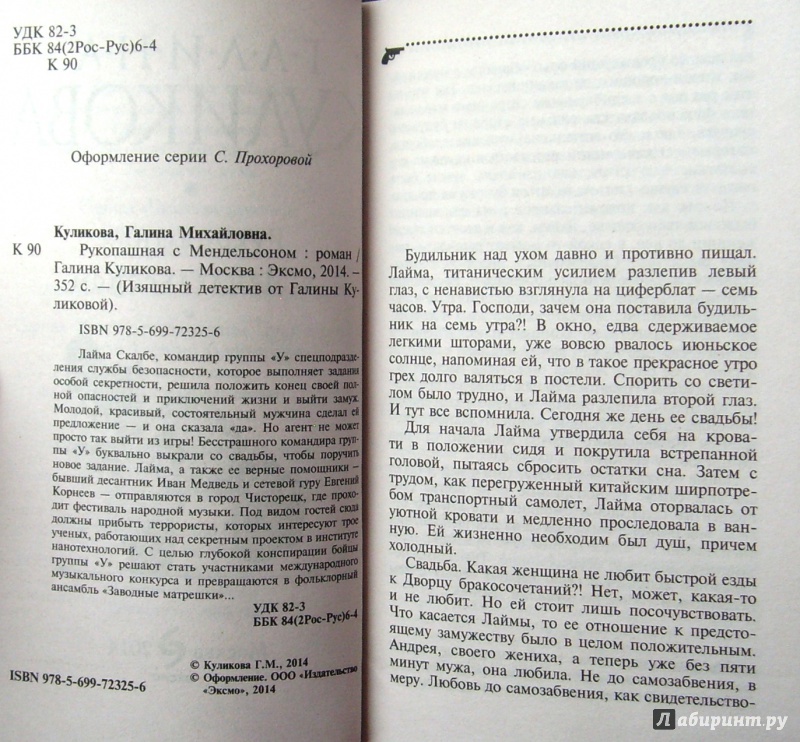 УДК 82-3
ББК 84(2Рос-Рус)6-4
К 90
Оформление серии С. Прохоровой
Куликова, Галина Михайловна.
К 90 Рукопашная с Мендельсоном : роман /
Галина Куликова. — Москва : Эксмо, 2014. –
352 с. — (Изящный детектив от Галины Ку-
ликовой).
ISBN 978-5-699-72325-6
Лайма Скалбе, командир группы «У» спецподразде-
ления службы безопасности, которое выполняет задания
особой секретности, решила положить конец своей пол-
ной опасностей и приключений жизни и выйти замуж.
Молодой, красивый, состоятельный мужчина сделал ей
предложение — и она сказала «да». Но агент не может
просто так выйти из игры! Бесстрашного командира груп-
пы «У» буквально выкрали со свадьбы, чтобы поручить
новое задание. Лайма, а также ее верные помощники –
бывший десантник Иван Медведь и сетевой гуру Евгений
Корнеев — отправляются в город Чисторецк, где прохо-
дит фестиваль народной музыки. Под видом гостей сюда
должны прибыть террористы, которых интересуют трое
ученых, работающих над секретным проектом в институте
нанотехнологий. С целью глубокой конспирации бойцы
группы «У» решают стать участниками международного
музыкального конкурса и превращаются в фольклорный
ансамбль «Заводные матрешки»...
УДК 82-3
ББК 84(2Рос-Рус)6-4
© Куликова Г.М., 2014
© Оформление. ООО «Издательство
«Эксмо», 2014
ISBN 978-5-699-72325-6
Будильник над ухом давно и противно пищал.
Лайма, титаническим усилием разлепив левый
глаз, с ненавистью взглянула на циферблат — семь
часов. Утра. Господи, зачем она поставила будиль-
ник на семь утра?! В окно, едва сдерживаемое
легкими шторами, уже вовсю рвалось июньское
солнце, напоминая ей, что в такое прекрасное утро
грех долго валяться в постели. Спорить со свети-
лом было трудно, и Лайма разлепила второй глаз.
И тут все вспомнила. Сегодня же день ее свадьбы!
Для начала Лайма утвердила себя на крова-
ти в положении сидя и покрутила встрепанной
головой, пытаясь сбросить остатки сна. Затем с
трудом, как перегруженный китайским ширпотре-
бом транспортный самолет, Лайма оторвалась от
уютной кровати и медленно проследовала в ван-
ную. Ей жизненно необходим был душ, причем
холодный.
Свадьба. Какая женщина не любит быстрой езды
к Дворцу бракосочетаний?! Нет, может, какая-то
и не любит. Но ей стоит лишь посочувствовать.
Что касается Лаймы, то ее отношение к предсто-
ящему замужеству было в целом положительным.
Андрея, своего жениха, а теперь уже без пяти
минут мужа, она любила. Не до самозабвения, в
меру. Любовь до самозабвения, как свидетельство-
Лабиринт.ру